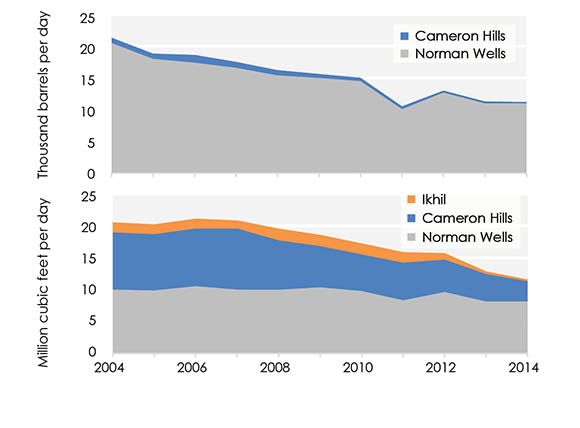 Thousand barrels per day
25
20
15
10
5
0
Cameron Hills
Norman Wells
Million cubic feet per day
25
20
15
10
5
0
Ikhil
Cameron Hills
Norman Wells
2004 2006 2008 2010 2012 2014